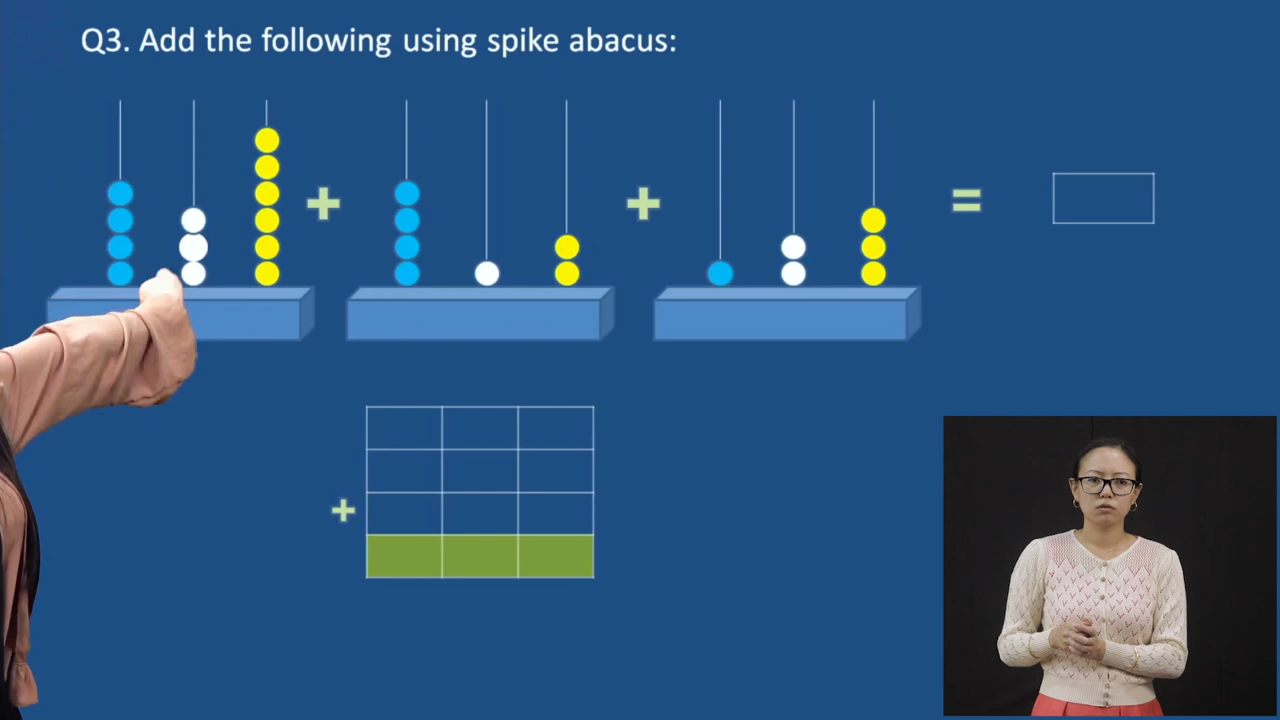 Q3. Add the following using spike abacus:
+ + =
+